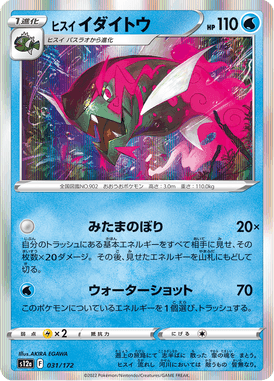 1進化
ヒスイ イダイトウ HP 110
ヒスイ バスラオから進化
全国図鑑NO.902 おおうおポケモン 高さ:3.0m 重さ:110.0kg
みたまのぼり 20×
自分のトラッシュにある基本エネルギーをすべて相手に見せ、その
枚数×20ダメージ。その後、見せたエネルギーを山札にもどして
切る。
ウォーターショット 70
このポケモンについているエネルギーを1個選び、トラッシュする。
弱点 ×2 抵抗力 にげる
Illus. AKIRA EGAWA
s12a F 031/172
©2022 Pokémon/Nintendo/Creatures/GAME FREAK.